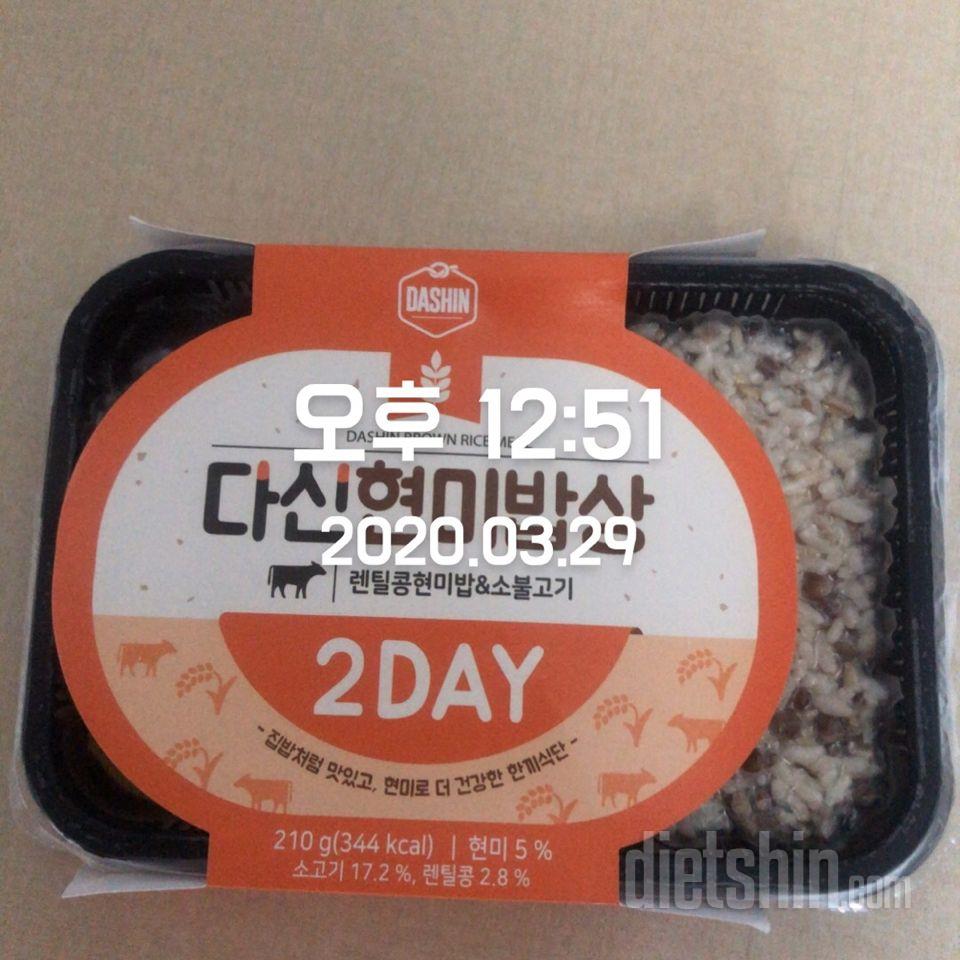 DASHIN
오후 12:51
DASHIN BROWN RICE ME
다신현미밥상
2020.03.29
렌틸콩현미밥&소불고기
2DAY
- 집밥처럼 맛있고, 현미로 더 건강한 한끼식단 -
210 g(344 kcal) | 현미 5 %
소고기 17.2 %, 렌틸콩 2.8 %
dietshin.com